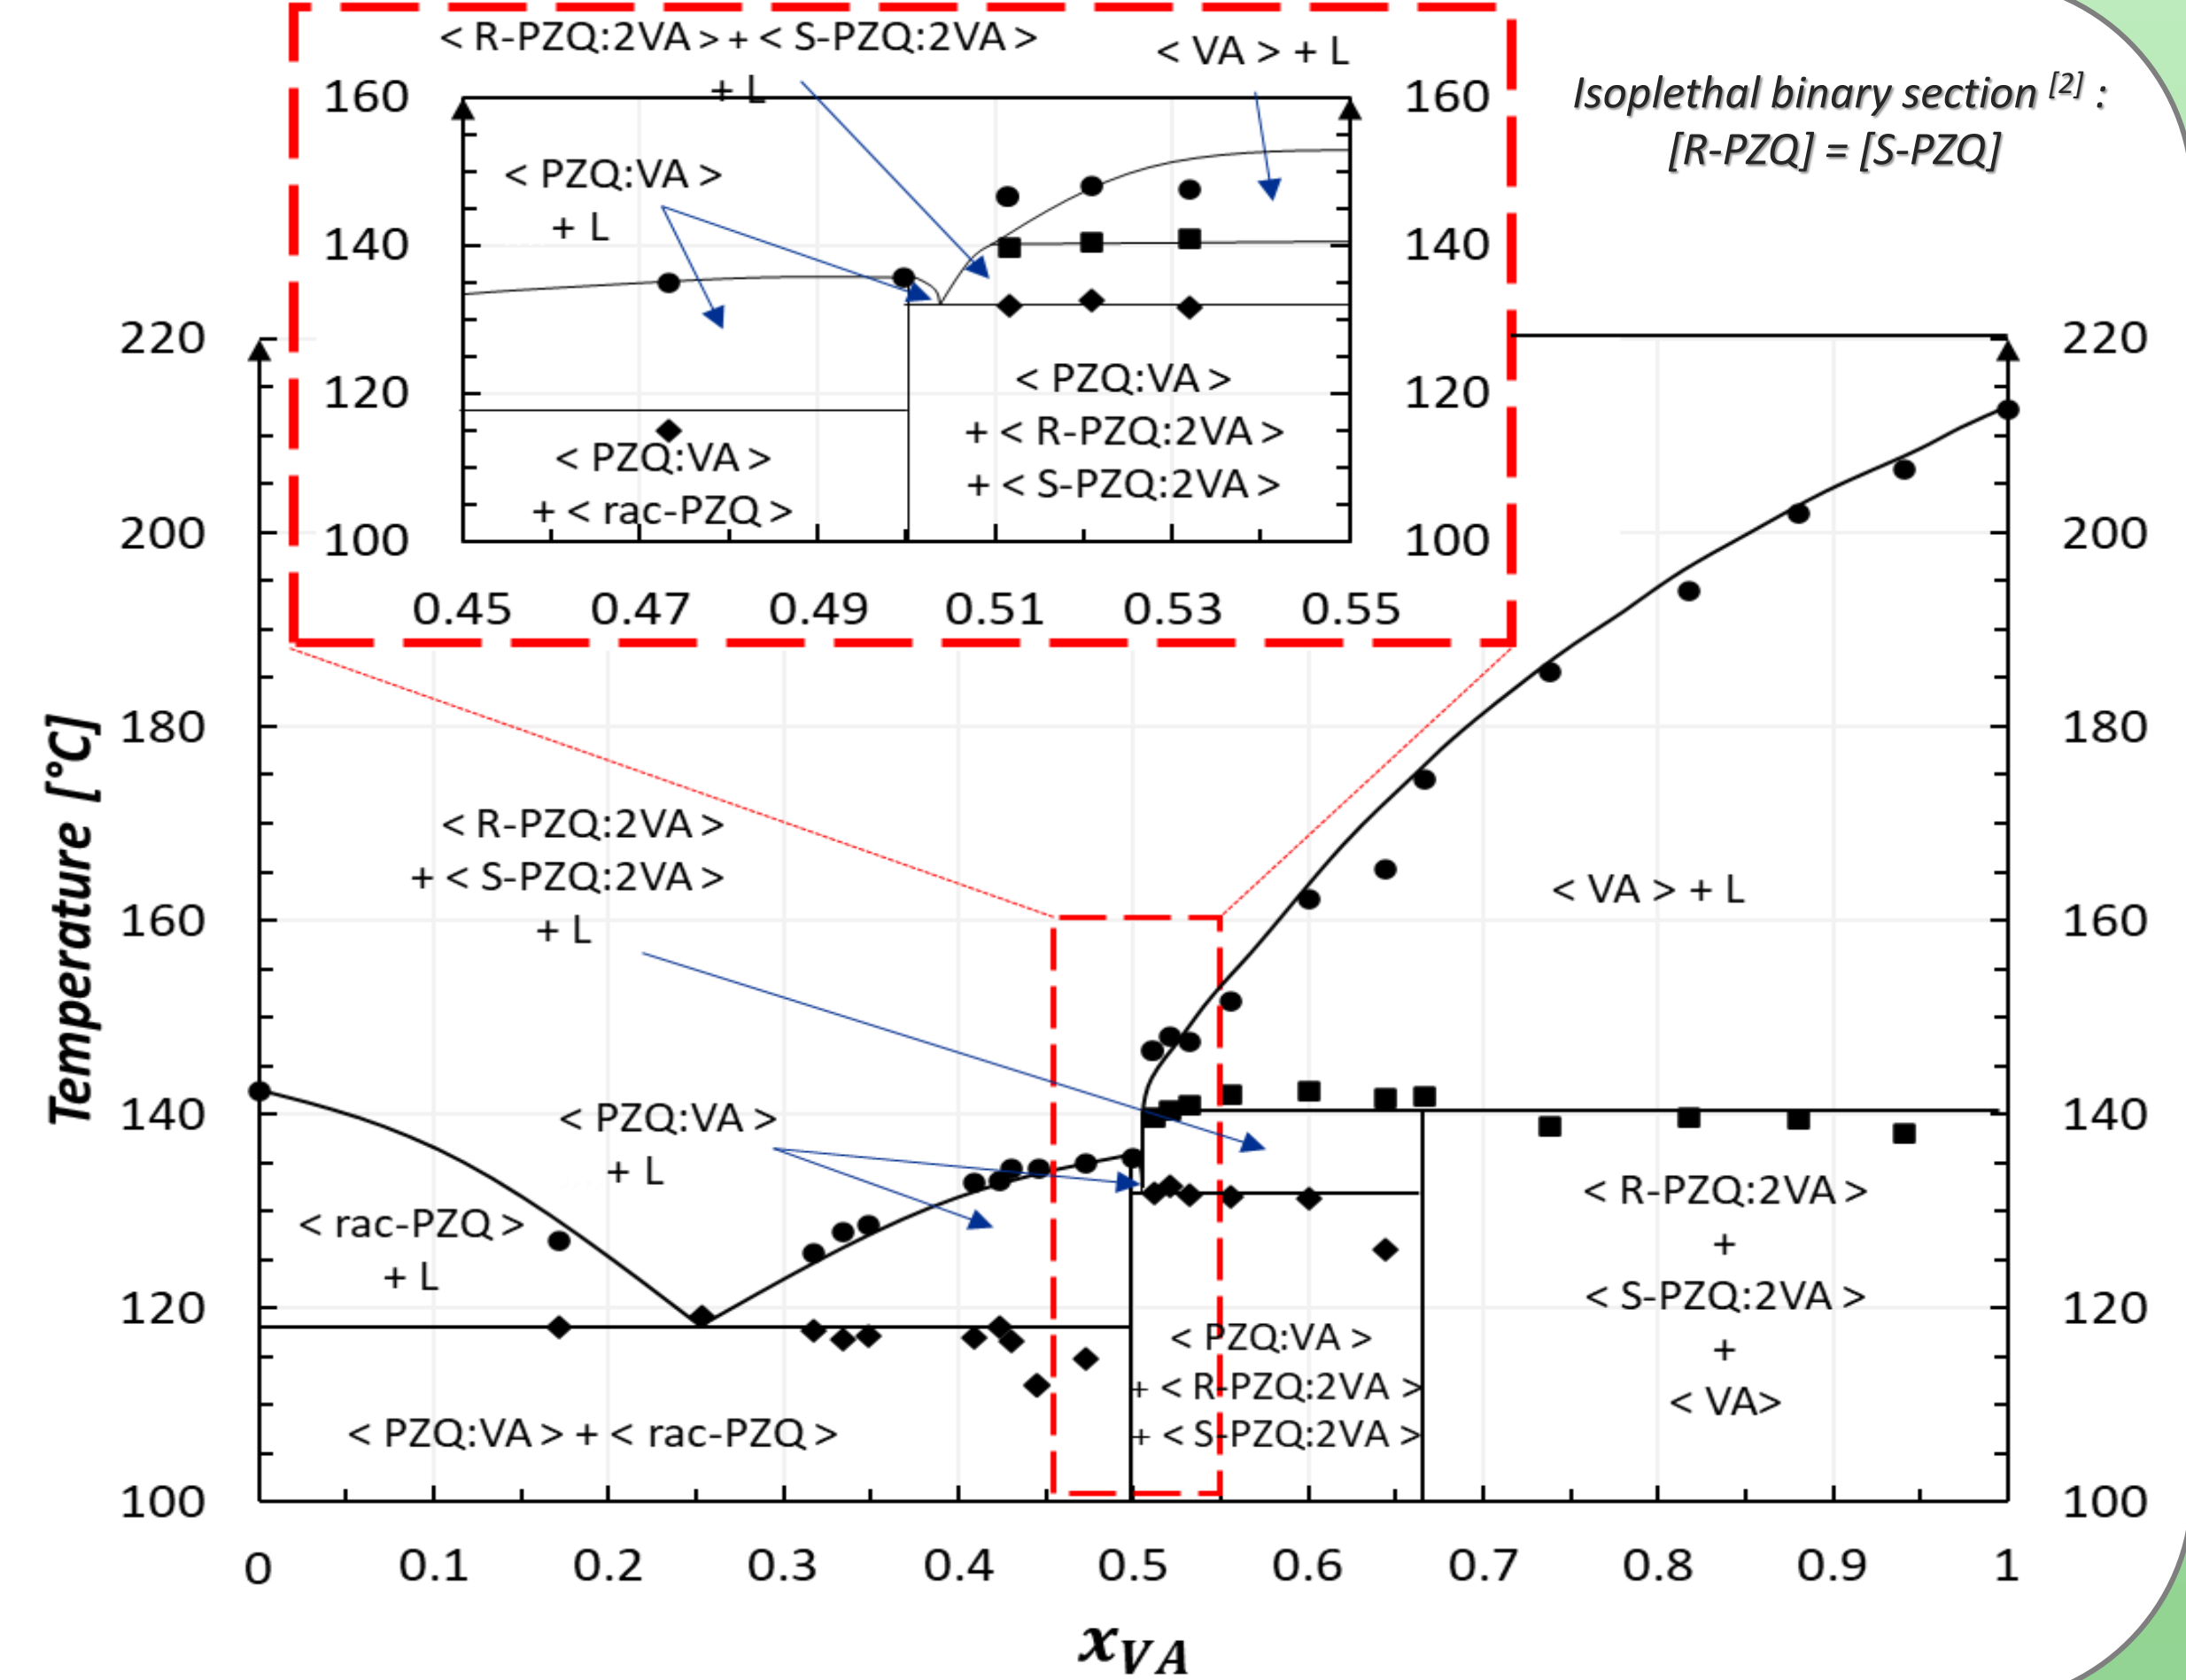 < R-PZQ:2VA > + < S-PZQ:2VA >
+ L
< VA > + L
Isoplethal binary section [2] :
[R-PZQ] = [S-PZQ]
160
160
< PZQ:VA >
+ L
140
140
120
120
< PZQ:VA >
+ < R-PZQ:2VA >
+ < S-PZQ:2VA >
< PZQ:VA >
+ < rac-PZQ >
100
100
0.45 0.47 0.49 0.51 0.53 0.55
220
220
200
200
180
180
160
160
140
140
120
120
100
100
Temperature [°C]
< R-PZQ:2VA >
+ < S-PZQ:2VA >
+ L
< VA > + L
< PZQ:VA >
+ L
< rac-PZQ >
+ L
< PZQ:VA > + < rac-PZQ >
< PZQ:VA >
+ < R-PZQ:2VA >
+ < S-PZQ:2VA >
< R-PZQ:2VA >
+
< S-PZQ:2VA >
+
< VA>
0 0.1 0.2 0.3 0.4 0.5 0.6 0.7 0.8 0.9 1
xVA